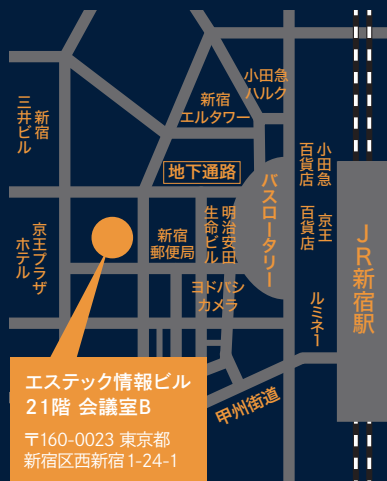 小田急
ハルク
新宿
エルタワー
新宿
三井ビル
地下通路
小田急
百貨店
バスロータリー
京王
百貨店
明治安田
生命ビル
新宿
郵便局
京王プラザ
ホテル
JR新宿駅
ヨドバシ
カメラ
ルミネ1
甲州街道
エステック情報ビル
21階 会議室B
〒160-0023 東京都
新宿区西新宿1-24-1